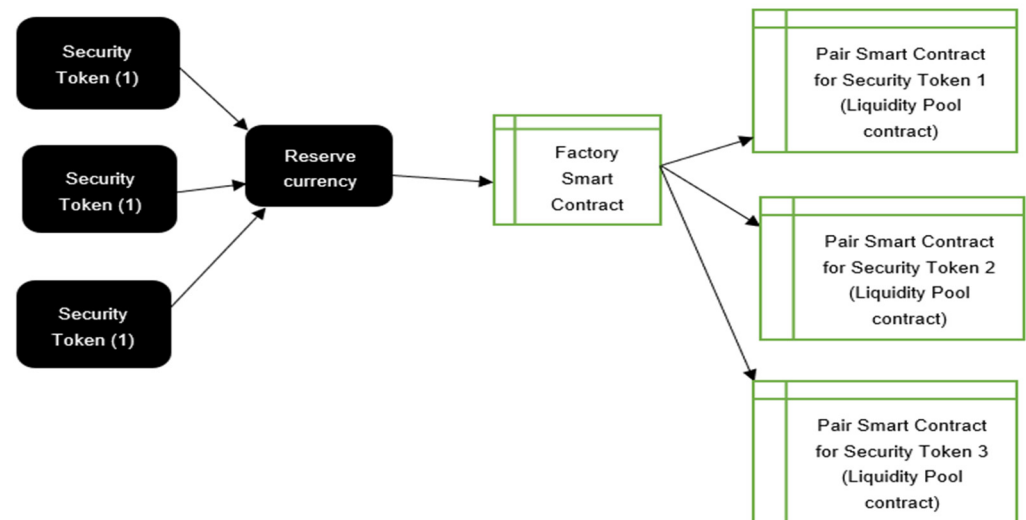 Security
Token (1)
Security
Token (1)
Security
Token (1)
Reserve
currency
Factory
Smart
Contract
Pair Smart Contract
for Security Token 1
(Liquidity Pool
contract)
Pair Smart Contract
for Security Token 2
(Liquidity Pool
contract)
Pair Smart Contract
for Security Token 3
(Liquidity Pool
contract)